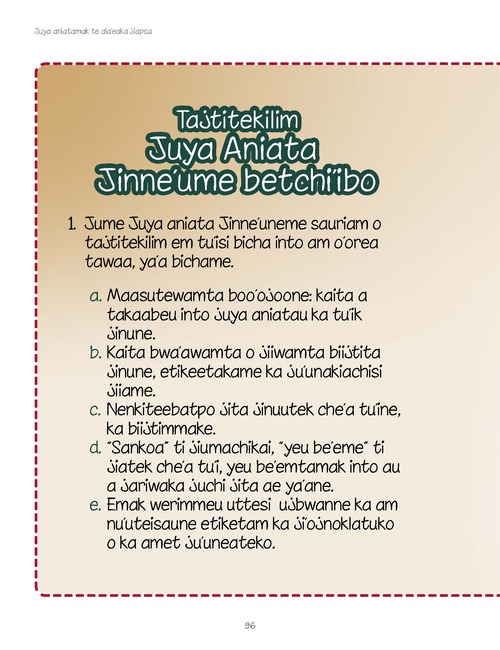 Juya aniatamak te ala'eaka jiapsa
Tajtitekilim
Juya Aniata
Jinne'ume betchi'ibo
1. Jume Juya aniata Jinne'uneme sauriam o
tajtitekilim em tu'isi bicha into am o'orea
tawaa, ya'a bichame.
a. Maasutewamta boo'ojoone: kaita a
takaabeu into juya aniatau ka tu'ik
jinune.
b. Kaita bwa'awamta o jiiwamta biijtita
jinune, etikeetakame ka ju'unakiachisi
jiiame.
c. Nenkiteebatpo jita jinuutek che'a tu'ine,
ka biijtimmake.
d. "Sankoa" ti jiumachikai, "yeu be'eme" ti
jiatek che'a tu'i, yeu be'emtamak into au
a jariwaka juchi jita ae ya'ane.
e. Emak werimmeu uttesi ujbwanne ka am
nu'uteisaune etiketam ka ji'ojnoklatuko
o ka amet ju'uneateko.
96